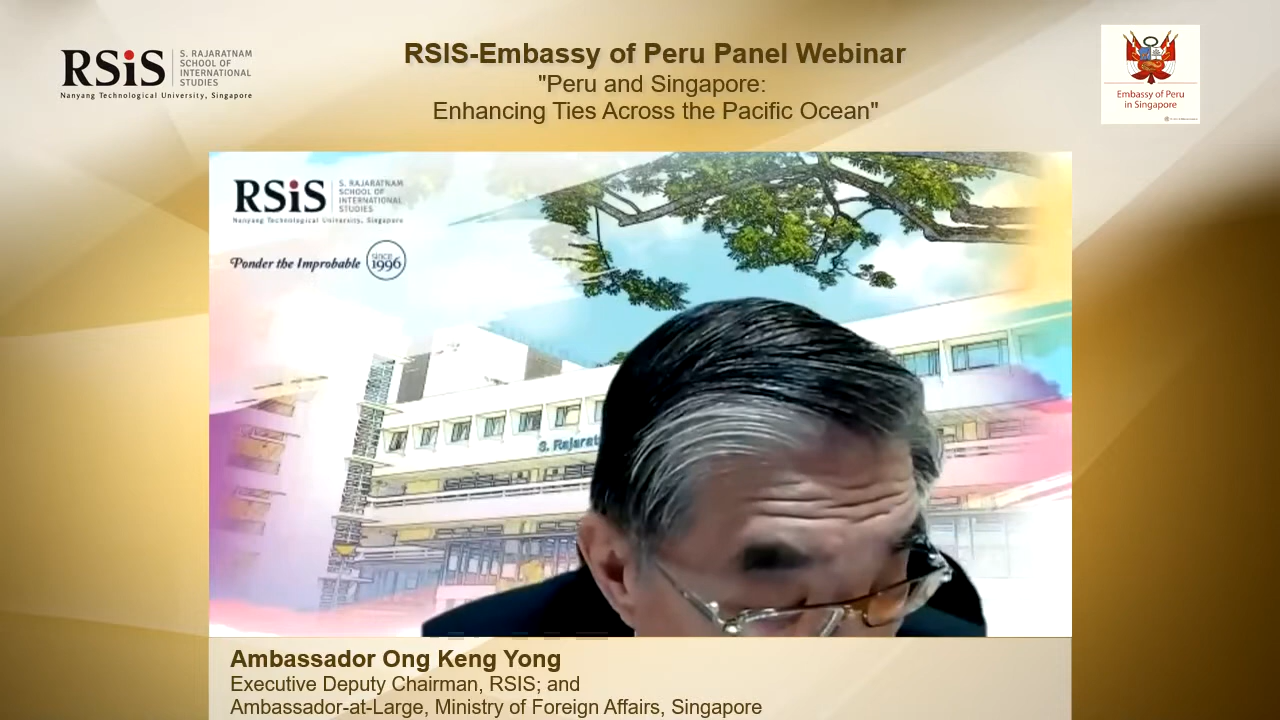 RSiS
S. RAJARATNAM
SCHOOL OF
INTERNATIONAL
STUDIES
Nanyang Technological University, Singapore
RSIS-Embassy of Peru Panel Webinar
"Peru and Singapore:
Enhancing Ties Across the Pacific Ocean"
Embassy of Peru
in Singapore
RSiS
S. RAJARATNAM
SCHOOL OF
INTERNATIONAL
STUDIES
Nanyang Technological University, Singapore
Ponder the Improbable
since
1996
Ambassador Ong Keng Yong
Executive Deputy Chairman, RSIS; and
Ambassador-at-Large, Ministry of Foreign Affairs, Singapore